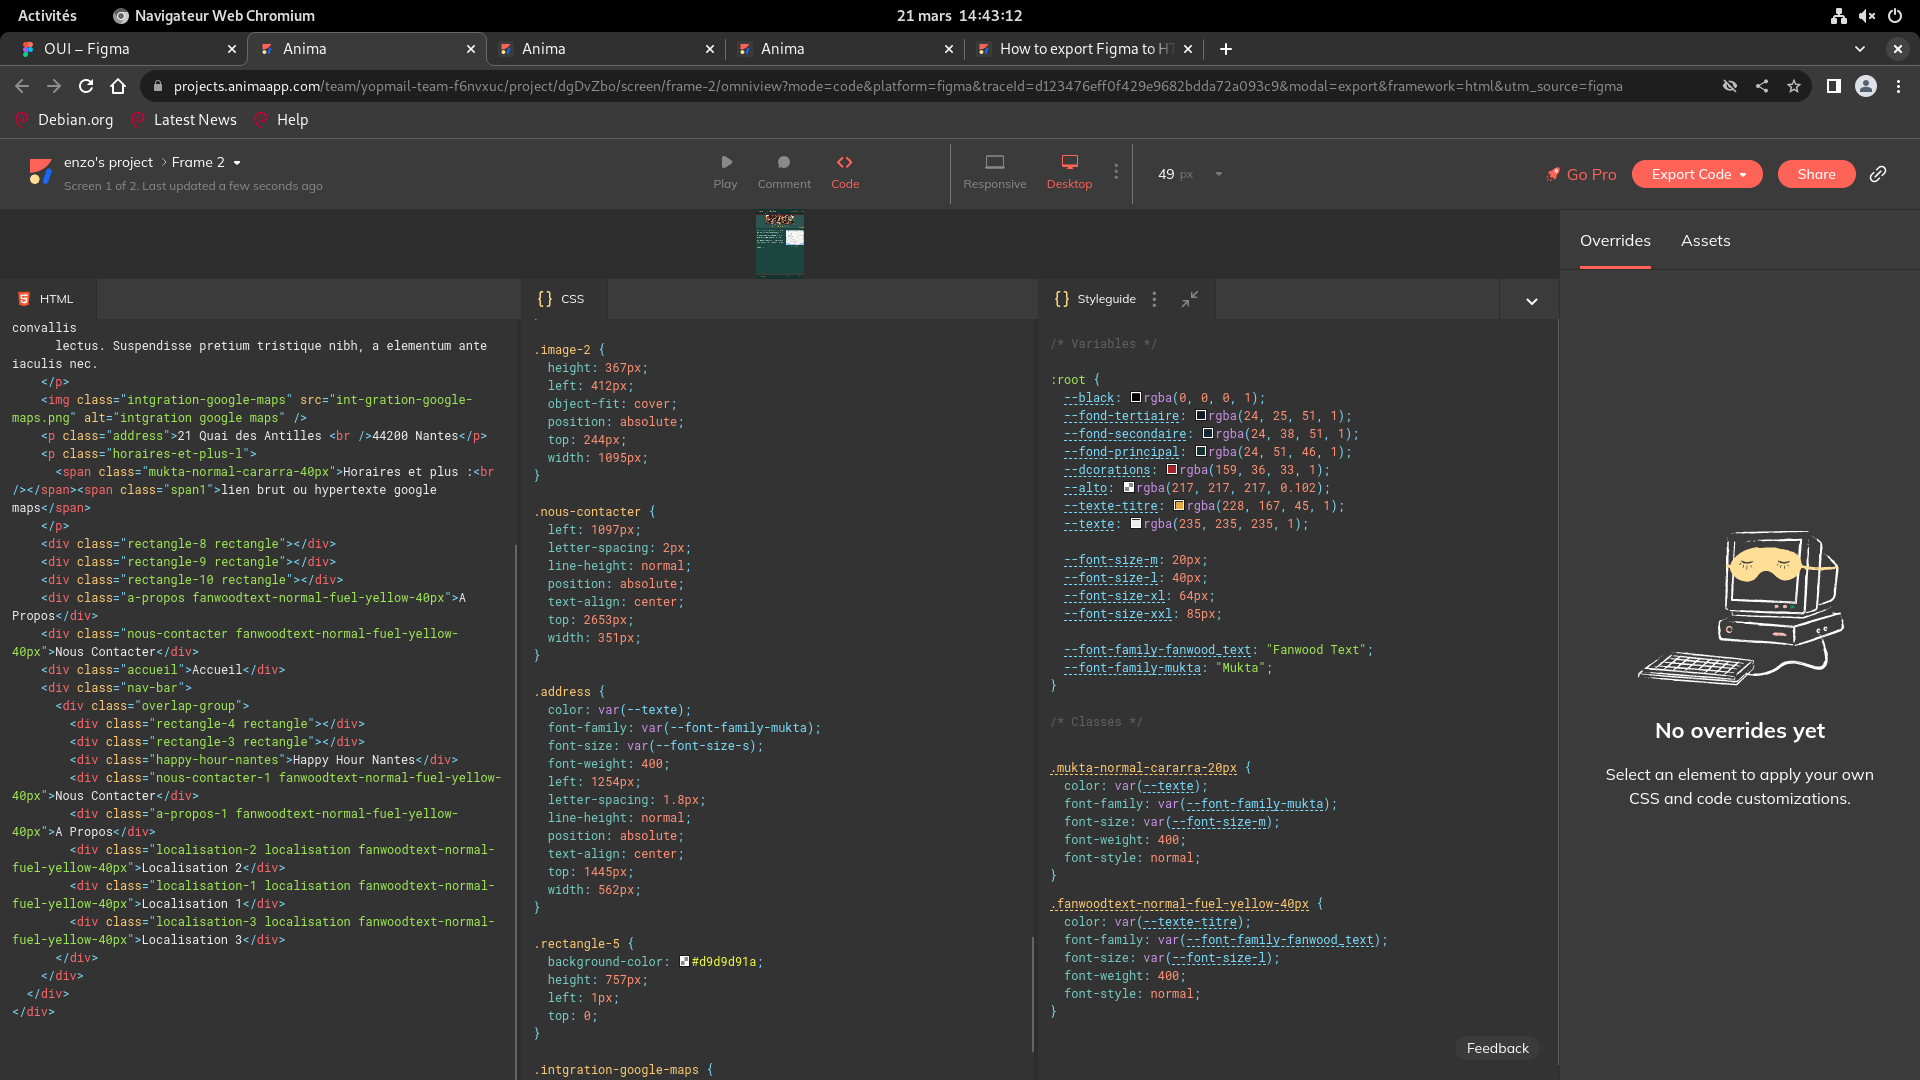 Activités
Navigateur Web Chromium
21 mars 14:43:12
OUI – Figma
Anima
Anima
Anima
How to export Figma to HT
projects.animaapp.com/team/yopmail-team-f6nvxuc/project/dgDvZbo/screen/frame-2/omniview?mode=code&platform=figma&traceId=d123476eff0f429e9682bdda72a093c9&modal=export&framework=html&utm_source=figma
Debian.org
Latest News
Help
enzo's project > Frame 2
Screen 1 of 2. Last updated a few seconds ago
Play
Comment
Code
Responsive
Desktop
49 px
Go Pro
Export Code
Share
Overrides
Assets
HTML
convallis
lectus. Suspendisse pretium tristique nibh, a elementum ante
iaculis nec.
</p>
<img class="intgration-google-maps" src="int-gration-google-
maps.png" alt="intgration google maps" />
<p class="address">21 Quai des Antilles <br />44200 Nantes</p>
<p class="horaires-et-plus-l">
<span class="mukta-normal-cararra-40px">Horaires et plus :<br
/></span><span class="span1">lien brut ou hypertexte google
maps</span>
</p>
<div class="rectangle-8 rectangle"></div>
<div class="rectangle-9 rectangle"></div>
<div class="rectangle-10 rectangle"></div>
<div class="a-propos fanwoodtext-normal-fuel-yellow-40px">A
Propos</div>
<div class="nous-contacter fanwoodtext-normal-fuel-yellow-
40px">Nous Contacter</div>
<div class="accueil">Accueil</div>
<div class="nav-bar">
<div class="overlap-group">
<div class="rectangle-4 rectangle"></div>
<div class="rectangle-3 rectangle"></div>
<div class="happy-hour-nantes">Happy Hour Nantes</div>
<div class="nous-contacter-1 fanwoodtext-normal-fuel-yellow-
40px">Nous Contacter</div>
<div class="a-propos-1 fanwoodtext-normal-fuel-yellow-
40px">A Propos</div>
<div class="localisation-2 localisation fanwoodtext-normal-
fuel-yellow-40px">Localisation 2</div>
<div class="localisation-1 localisation fanwoodtext-normal-
fuel-yellow-40px">Localisation 1</div>
<div class="localisation-3 localisation fanwoodtext-normal-
fuel-yellow-40px">Localisation 3</div>
</div>
</div>
</div>
</div>
{} CSS
.image-2 {
height: 367px;
left: 412px;
object-fit: cover;
position: absolute;
top: 244px;
width: 1095px;
}
.nous-contacter {
left: 1097px;
letter-spacing: 2px;
line-height: normal;
position: absolute;
text-align: center;
top: 2653px;
width: 351px;
}
.address {
color: var(--texte);
font-family: var(--font-family-mukta);
font-size: var(--font-size-s);
font-weight: 400;
left: 1254px;
letter-spacing: 1.8px;
line-height: normal;
position: absolute;
text-align: center;
top: 1445px;
width: 562px;
}
.rectangle-5 {
background-color: #d9d9d91a;
height: 757px;
left: 1px;
top: 0;
}
.intgration-google-maps {
{} Styleguide
/* Variables */
:root {
--black: rgba(0, 0, 0, 1);
--fond-tertiaire: rgba(24, 25, 51, 1);
--fond-secondaire: rgba(24, 38, 51, 1);
--fond-principal: rgba(24, 51, 46, 1);
--dcorations: rgba(159, 36, 33, 1);
--alto: rgba(217, 217, 217, 0.102);
--texte-titre: rgba(228, 167, 45, 1);
--texte: rgba(235, 235, 235, 1);
--font-size-m: 20px;
--font-size-l: 40px;
--font-size-xl: 64px;
--font-size-xxl: 85px;
--font-family-fanwood_text: "Fanwood Text";
--font-family-mukta: "Mukta";
}
/* Classes */
.mukta-normal-cararra-20px {
color: var(--texte);
font-family: var(--font-family-mukta);
font-size: var(--font-size-m);
font-weight: 400;
font-style: normal;
}
.fanwoodtext-normal-fuel-yellow-40px {
color: var(--texte-titre);
font-family: var(--font-family-fanwood_text);
font-size: var(--font-size-l);
font-weight: 400;
font-style: normal;
}
Feedback
No overrides yet
Select an element to apply your own
CSS and code customizations.